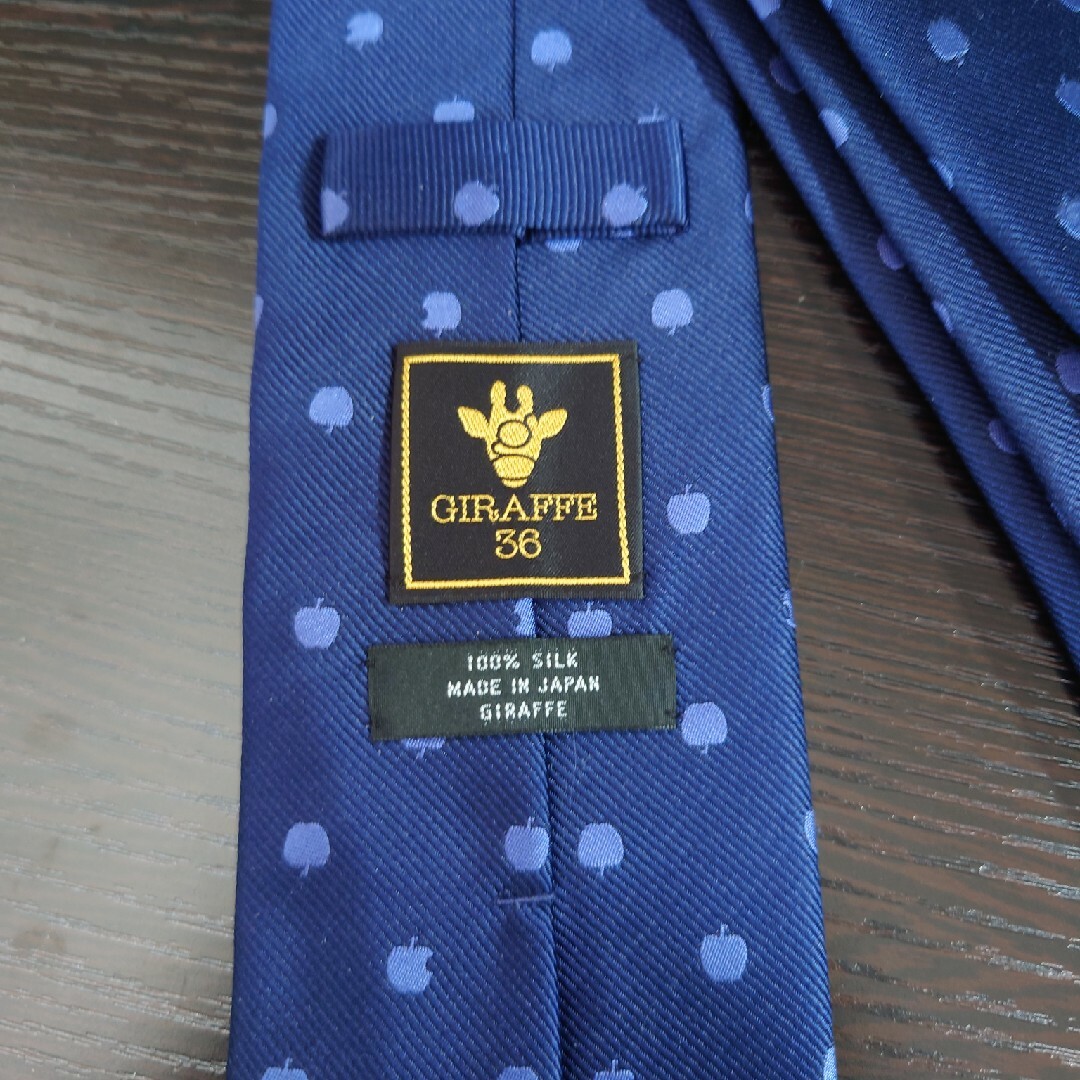 GIRAFFE
36
100% SILK
MADE IN JAPAN
GIRAFFE